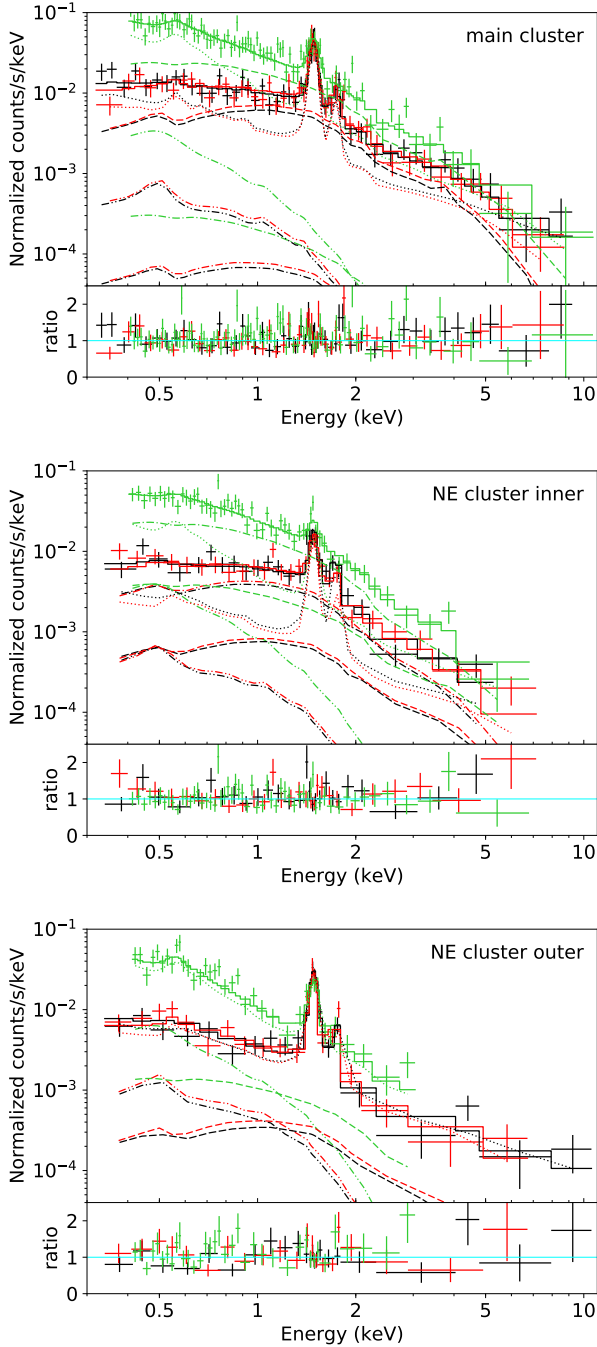 main cluster
Normalized counts/s/keV
10⁻¹
10⁻²
10⁻³
10⁻⁴
ratio
2
1
0
0.5 1 2 5 10
Energy (keV)
NE cluster inner
Normalized counts/s/keV
10⁻¹
10⁻²
10⁻³
10⁻⁴
ratio
2
1
0
0.5 1 2 5 10
Energy (keV)
NE cluster outer
Normalized counts/s/keV
10⁻¹
10⁻²
10⁻³
10⁻⁴
ratio
2
1
0
0.5 1 2 5 10
Energy (keV)